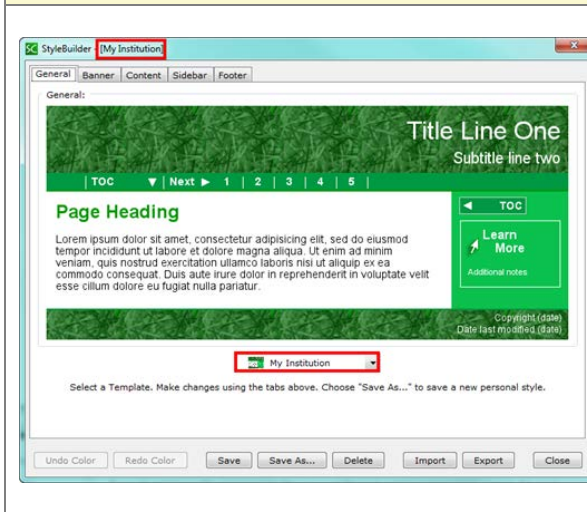 SC StyleBuilder - [My Institution]
x
General Banner Content Sidebar Footer
General:
Title Line One
Subtitle line two
| TOC ▼ | Next ► 1 | 2 | 3 | 4 | 5 |
Page Heading
Lorem ipsum dolor sit amet, consectetur adipisicing elit, sed do eiusmod
tempor incididunt ut labore et dolore magna aliqua. Ut enim ad minim
veniam, quis nostrud exercitation ullamco laboris nisi ut aliquip ex ea
commodo consequat. Duis aute irure dolor in reprehenderit in voluptate velit
esse cillum dolore eu fugiat nulla pariatur.
◄ TOC
Learn
More
Additional notes
Copyright (date)
Date last modified (date)
My Institution
Select a Template. Make changes using the tabs above. Choose "Save As..." to save a new personal style.
Undo Color Redo Color Save Save As... Delete Import Export Close